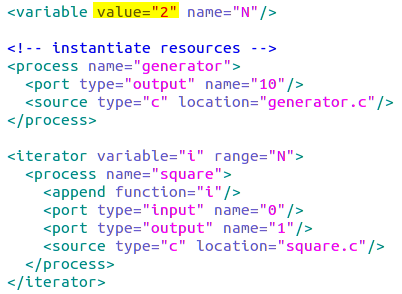 <variable value="2" name="N"/>

<!-- instantiate resources -->
<process name="generator">
  <port type="output" name="10"/>
  <source type="c" location="generator.c"/>
</process>

<iterator variable="i" range="N">
  <process name="square">
    <append function="i"/>
    <port type="input" name="0"/>
    <port type="output" name="1"/>
    <source type="c" location="square.c"/>
  </process>
</iterator>